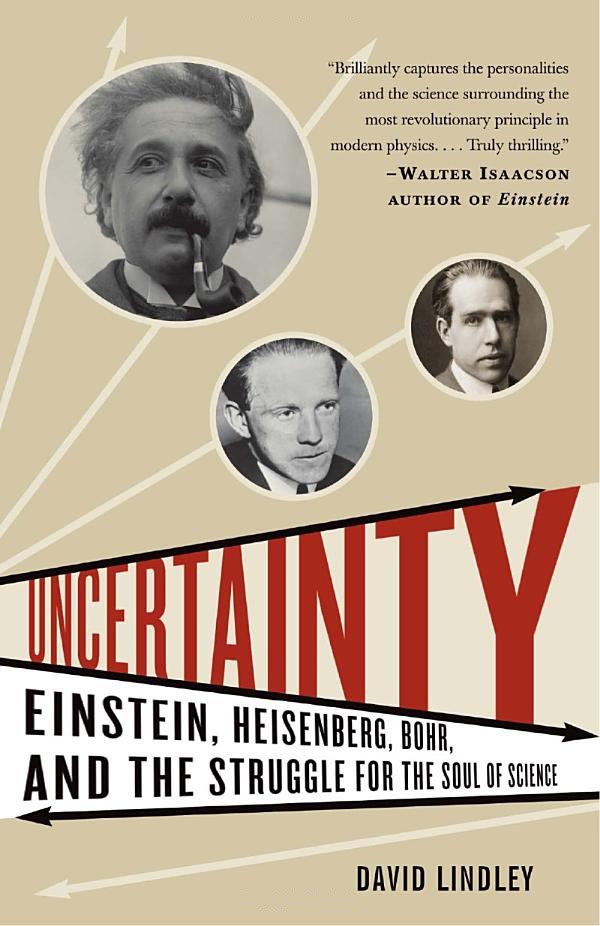 “Brilliantly captures the personalities
and the science surrounding the
most revolutionary principle in
modern physics. . . . Truly thrilling.”
–WALTER ISAACSON
AUTHOR OF Einstein
UNCERTAINTY
EINSTEIN, HEISENBERG, BOHR,
AND THE STRUGGLE FOR THE SOUL OF SCIENCE
DAVID LINDLEY